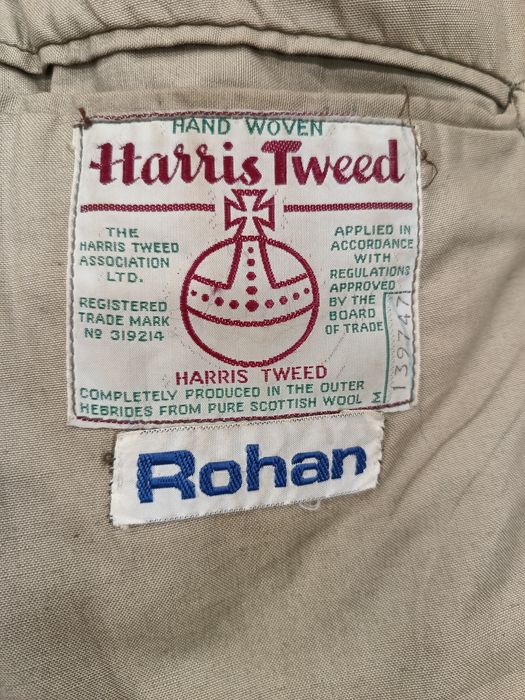 HAND WOVEN
Harris Tweed
THE
HARRIS TWEED
ASSOCIATION
LTD.
REGISTERED
TRADE MARK
Nº 319214
APPLIED IN
ACCORDANCE
WITH
REGULATIONS
APPROVED
BY THE
BOARD
OF TRADE
M 139747
HARRIS TWEED
COMPLETELY PRODUCED IN THE OUTER
HEBRIDES FROM PURE SCOTTISH WOOL
Rohan